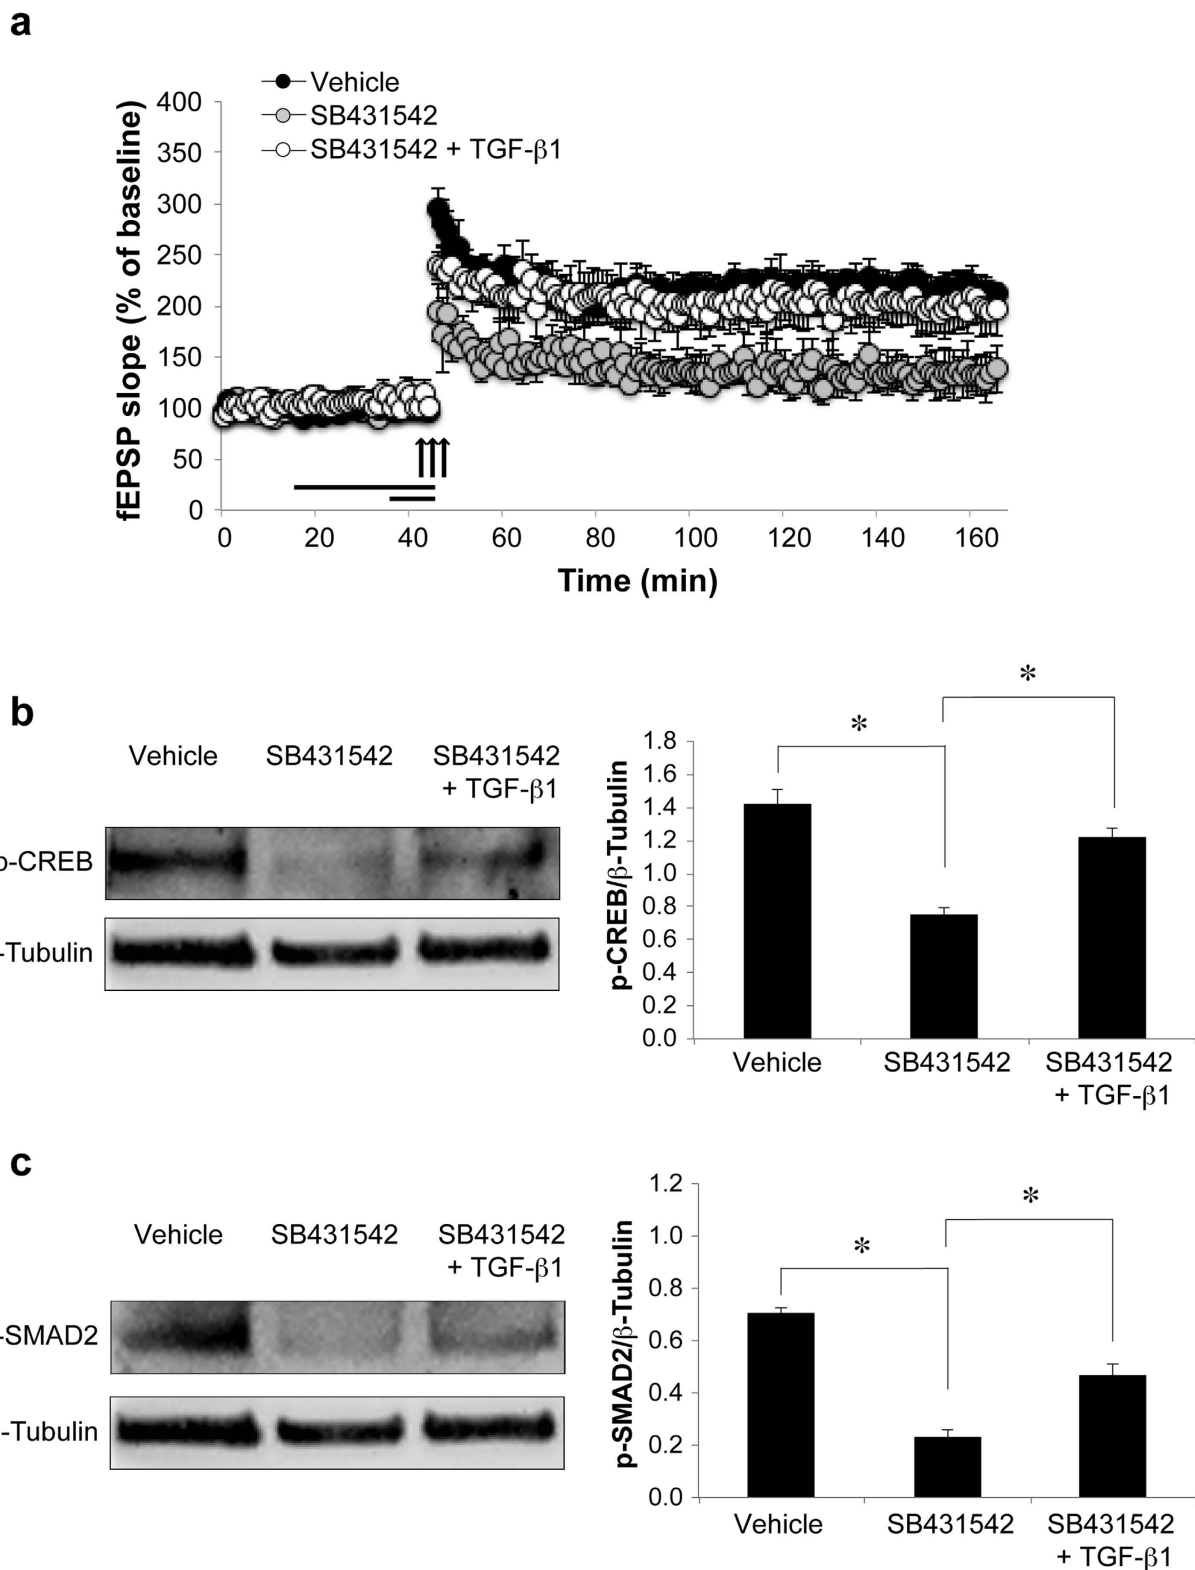 a
Vehicle
SB431542
SB431542 + TGF-β1
fEPSP slope (% of baseline)
400
350
300
250
200
150
100
50
0
0 20 40 60 80 100 120 140 160
Time (min)
b
Vehicle SB431542 SB431542
+ TGF-β1
p-CREB
-Tubulin
p-CREB/β-Tubulin
1.8
1.6
1.4
1.2
1.0
0.8
0.6
0.4
0.2
0.0
* *
Vehicle SB431542 SB431542
+ TGF-β1
c
Vehicle SB431542 SB431542
+ TGF-β1
-SMAD2
-Tubulin
p-SMAD2/β-Tubulin
1.2
1.0
0.8
0.6
0.4
0.2
0.0
* *
Vehicle SB431542 SB431542
+ TGF-β1